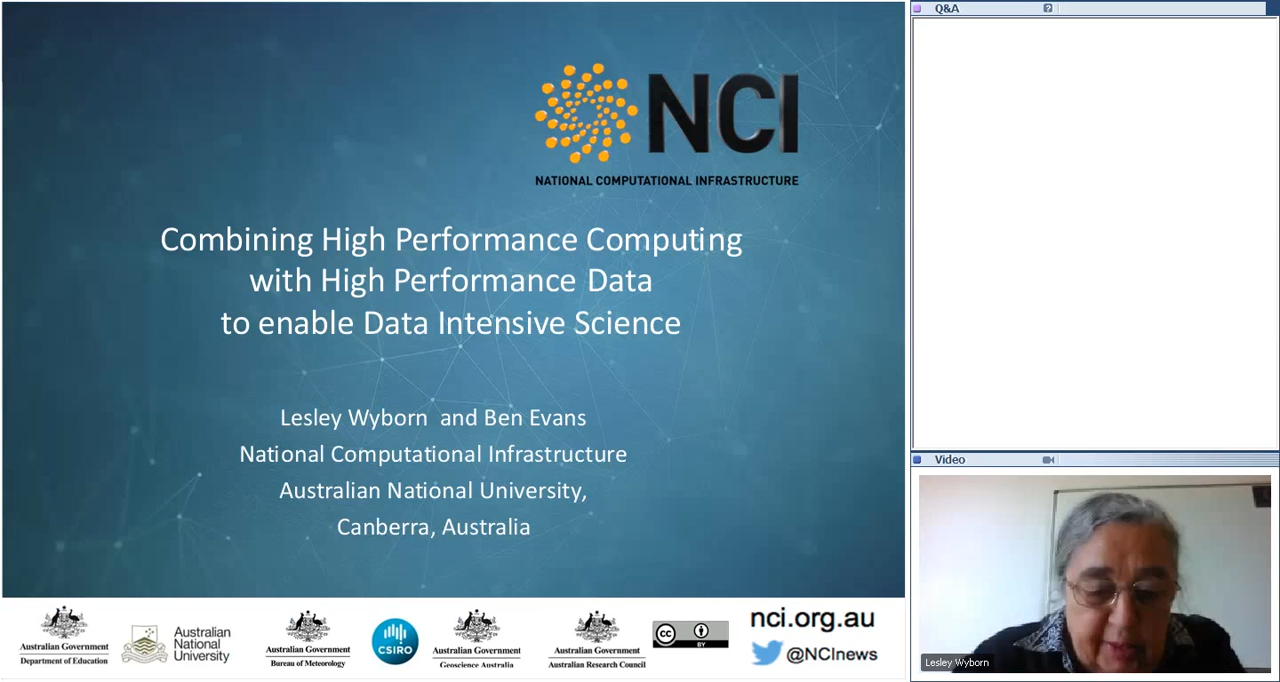 NCI
NATIONAL COMPUTATIONAL INFRASTRUCTURE
Combining High Performance Computing
with High Performance Data
to enable Data Intensive Science
Lesley Wyborn and Ben Evans
National Computational Infrastructure
Australian National University,
Canberra, Australia
Australian Government
Department of Education
Australian
National
University
Australian Government
Bureau of Meteorology
CSIRO
Australian Government
Geoscience Australia
Australian Government
Australian Research Council
cc
BY
nci.org.au
@NCInews
Q&A
?
Video
Lesley Wyborn